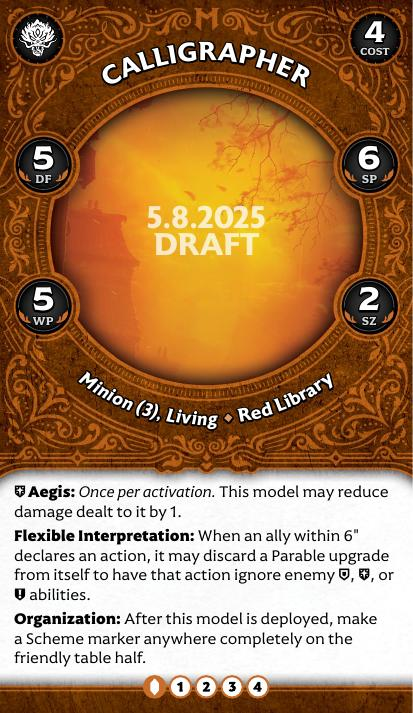 4
COST
CALLIGRAPHER
5
DF
6
SP
5.8.2025
DRAFT
5
WP
2
SZ
Minion (3), Living ⬥ Red Library
Aegis: Once per activation. This model may reduce
damage dealt to it by 1.
Flexible Interpretation: When an ally within 6"
declares an action, it may discard a Parable upgrade
from itself to have that action ignore enemy , , or
abilities.
Organization: After this model is deployed, make
a Scheme marker anywhere completely on the
friendly table half.
1 2 3 4